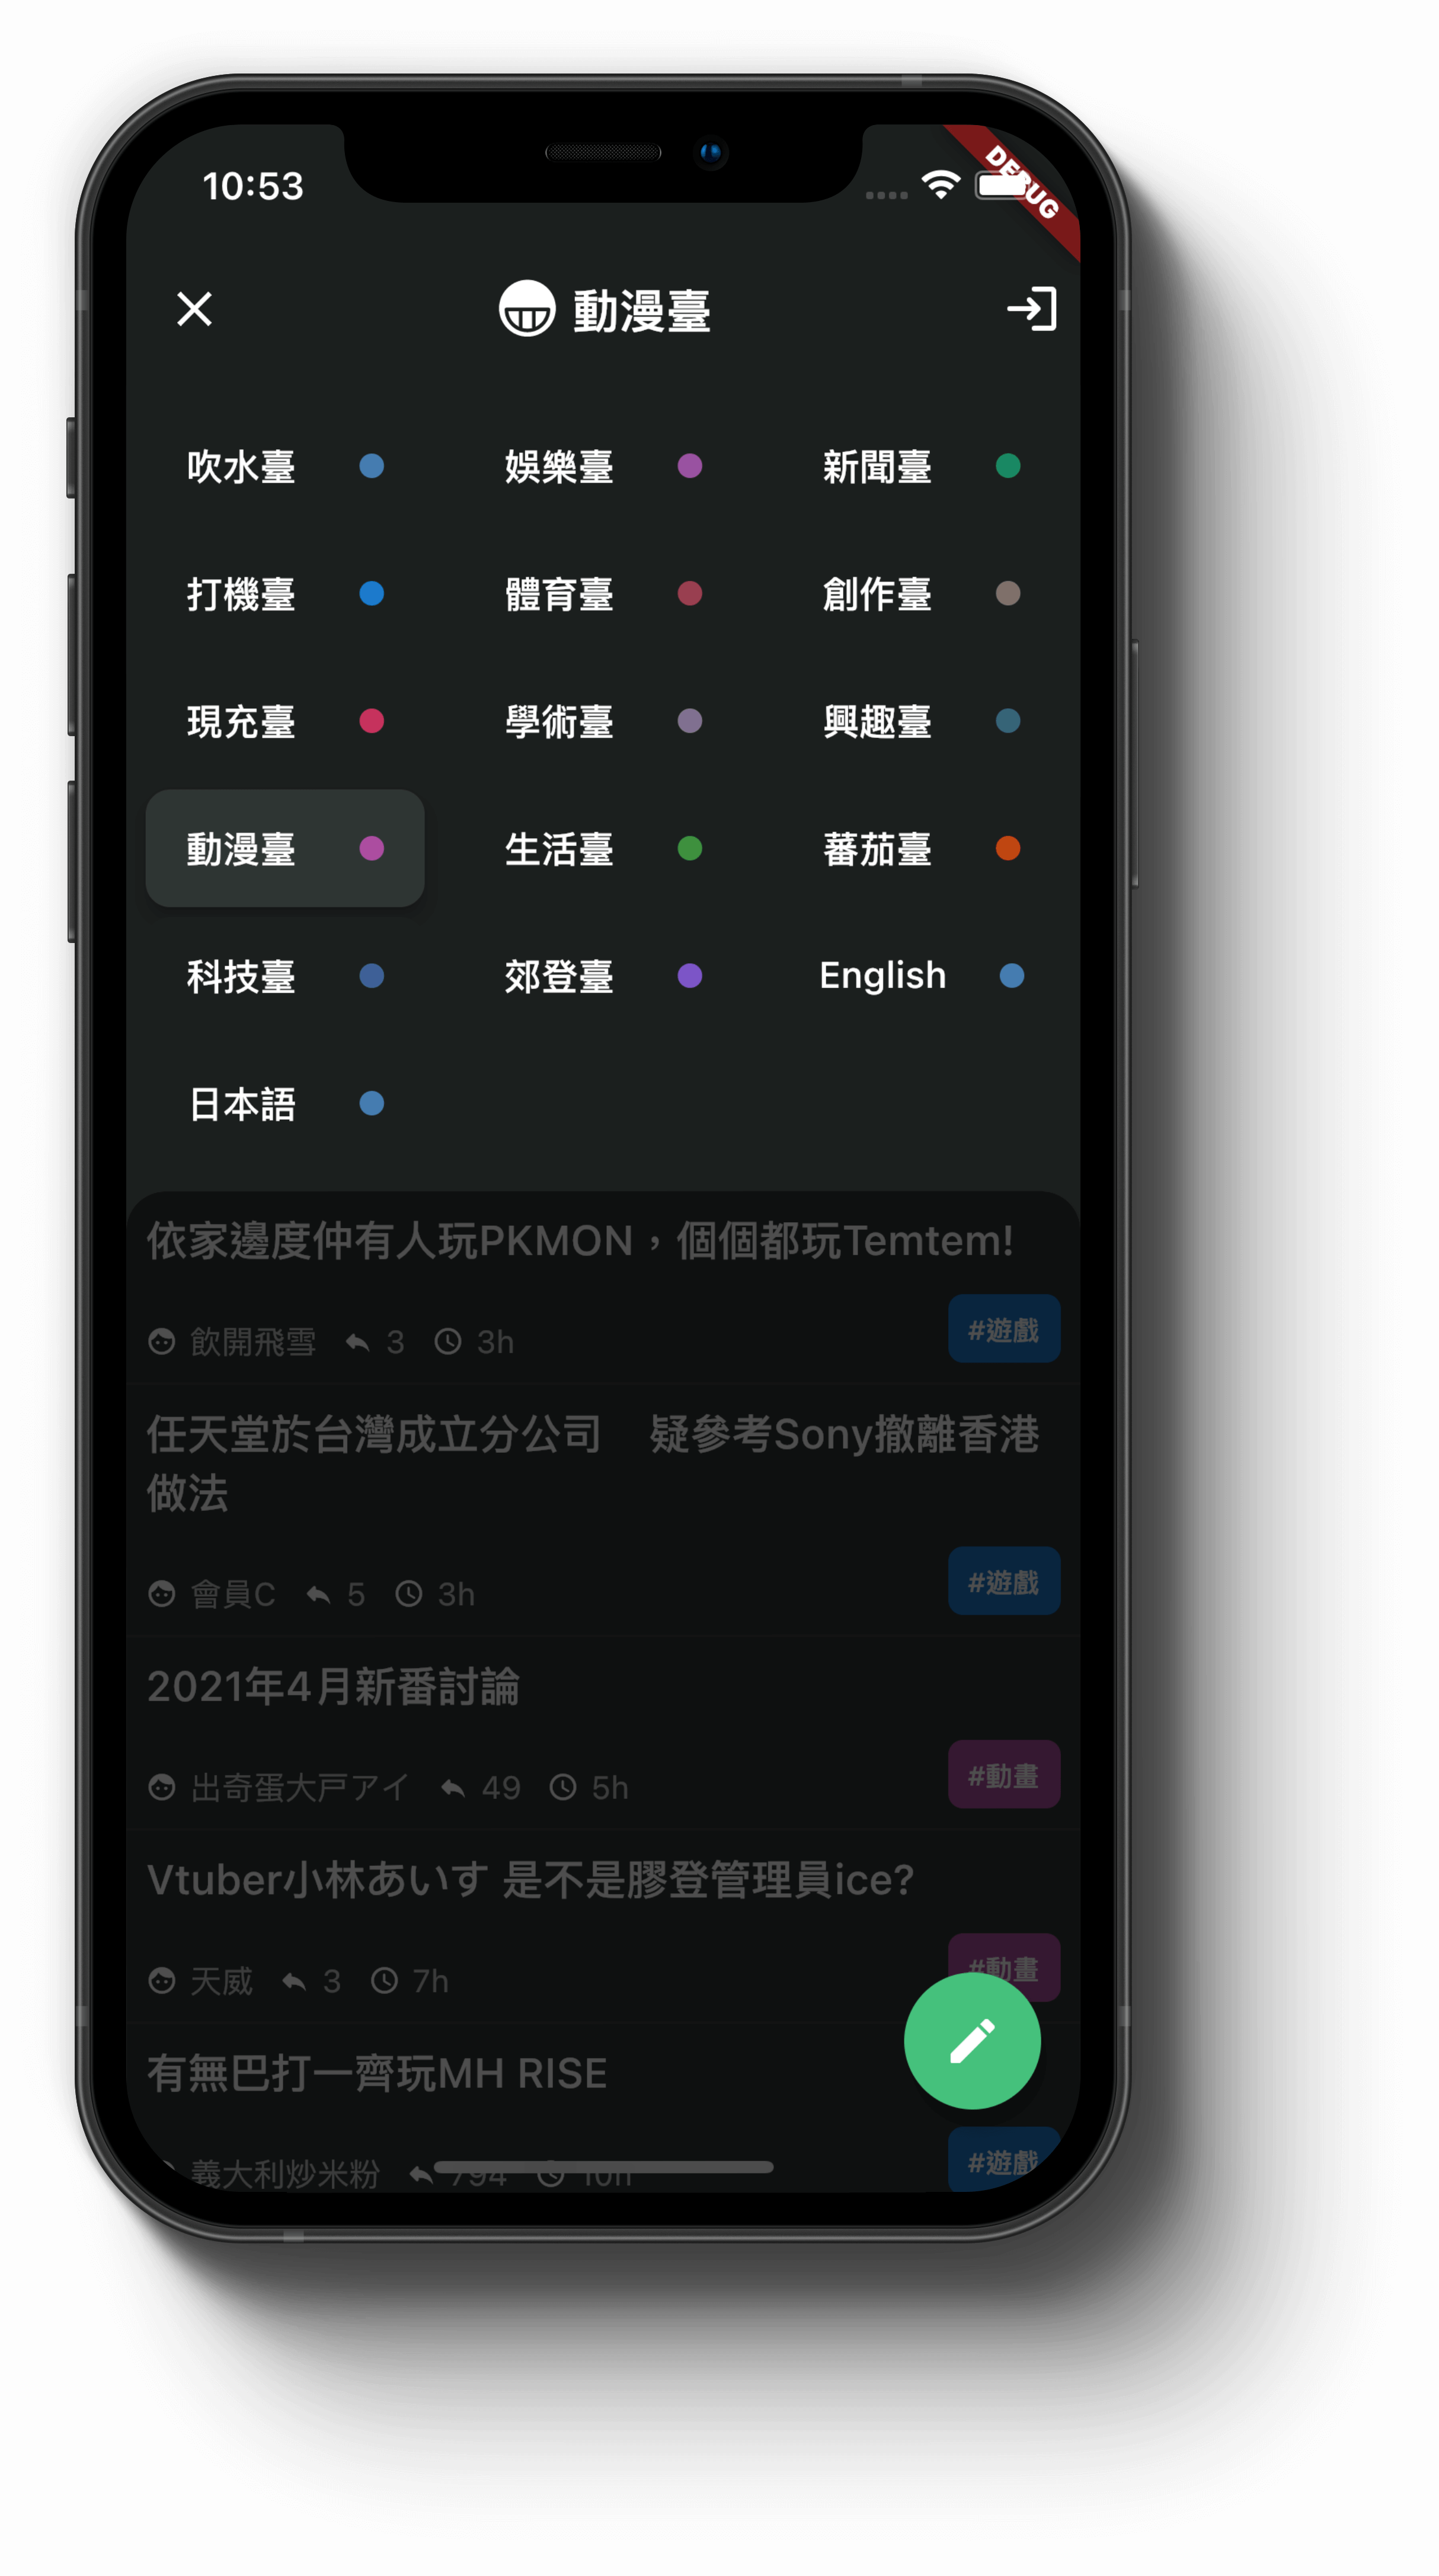 10:53
DEBUG
動漫臺
吹水臺
娛樂臺
新聞臺
打機臺
體育臺
創作臺
現充臺
學術臺
興趣臺
動漫臺
生活臺
蕃茄臺
科技臺
郊登臺
English
日本語
依家邊度仲有人玩PKMON，個個都玩Temtem!
飲開飛雪 3 3h
#遊戲
任天堂於台灣成立分公司　疑參考Sony撤離香港
做法
會員C 5 3h
#遊戲
2021年4月新番討論
出奇蛋大戸アイ 49 5h
#動畫
Vtuber小林あいす 是不是膠登管理員ice?
天威 3 7h
#動畫
有無巴打一齊玩MH RISE
義大利炒米粉 794 10h
#遊戲